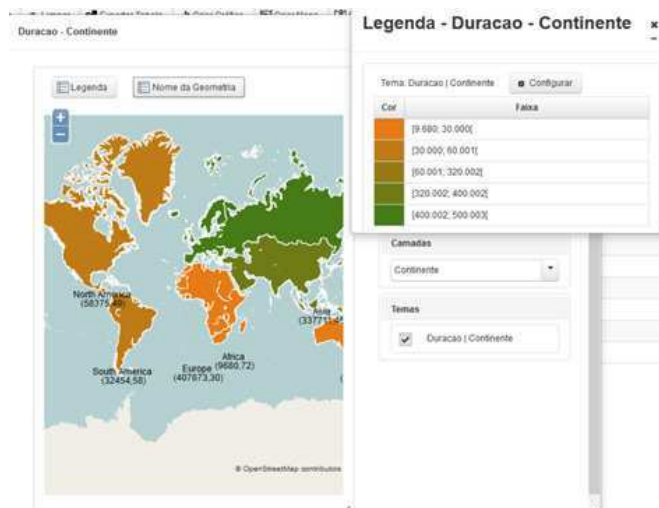 Duracao - Continente
Legenda
Nome da Geometria
+
−
North America
(58375,40)
South America
(32454,58)
Europe
(407873,30)
Africa
(9680,72)
Asia
© OpenStreetMap contributors
Legenda - Duracao - Continente
Tema: Duracao | Continente
Configurar
Cor
Faixa
[9.680; 30.000[
[30.000; 60.001[
[60.001; 320.002[
[320.002; 400.002[
[400.002; 500.003[
Camadas
Continente
Temas
Duracao | Continente